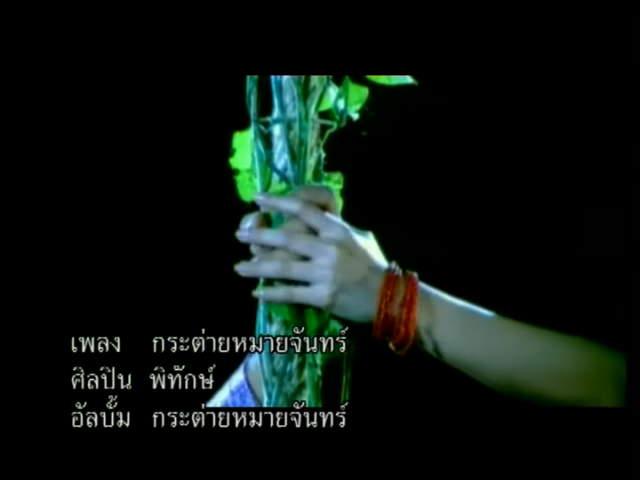 เพลง กระต่ายหมายจันทร์
ศิลปิน พิทักษ์
อัลบั้ม กระต่ายหมายจันทร์